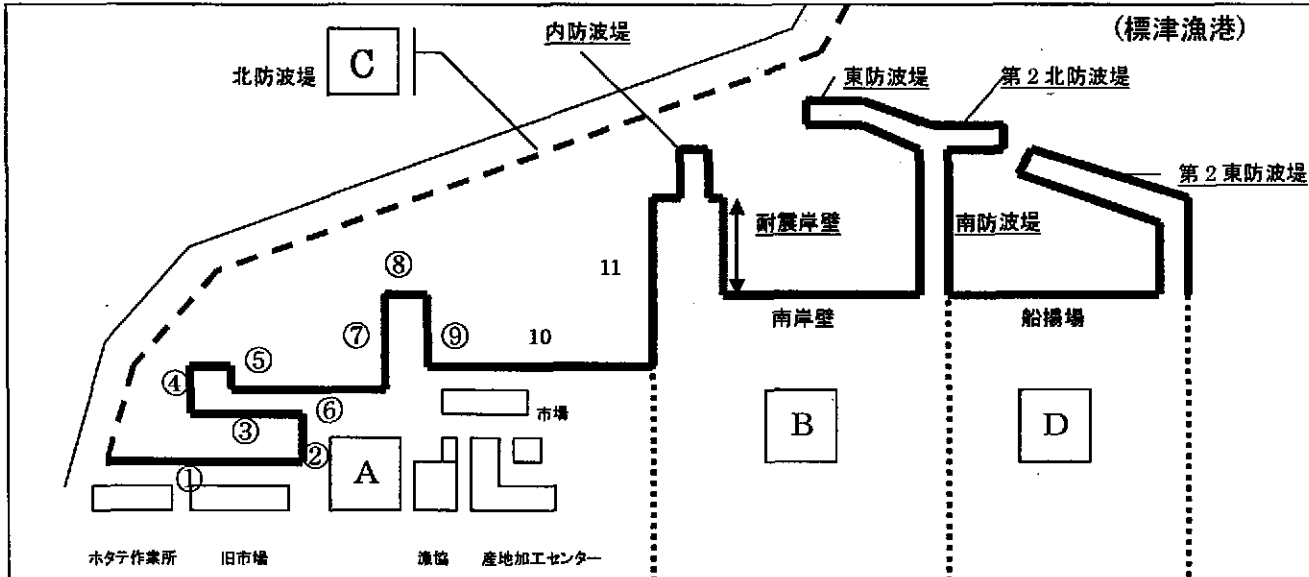 (標津漁港)
内防波堤
北防波堤
C
東防波堤
第2北防波堤
第2東防波堤
耐震岸壁
南防波堤
⑧
11
⑦
⑨
10
南岸壁
船揚場
④
⑤
⑥
③
市場
①
②
A
B
D
ホタテ作業所
旧市場
漁協
産地加工センター